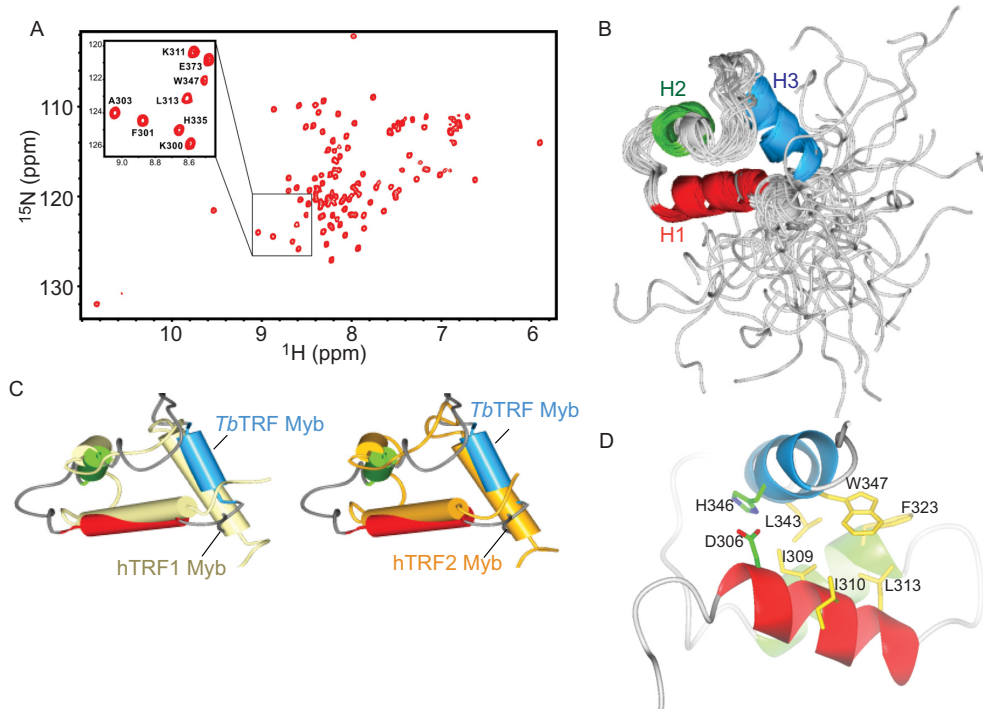 A
120
122
124
126
9.0
8.8
8.6
K311
E373
W347
L313
A303
H335
F301
K300
110
120
130
15N (ppm)
10
9
8
7
6
1H (ppm)
B
H2
H3
H1
C
TbTRF Myb
hTRF1 Myb
TbTRF Myb
hTRF2 Myb
D
H346
W347
L343
F323
D306
I309
I310
L313